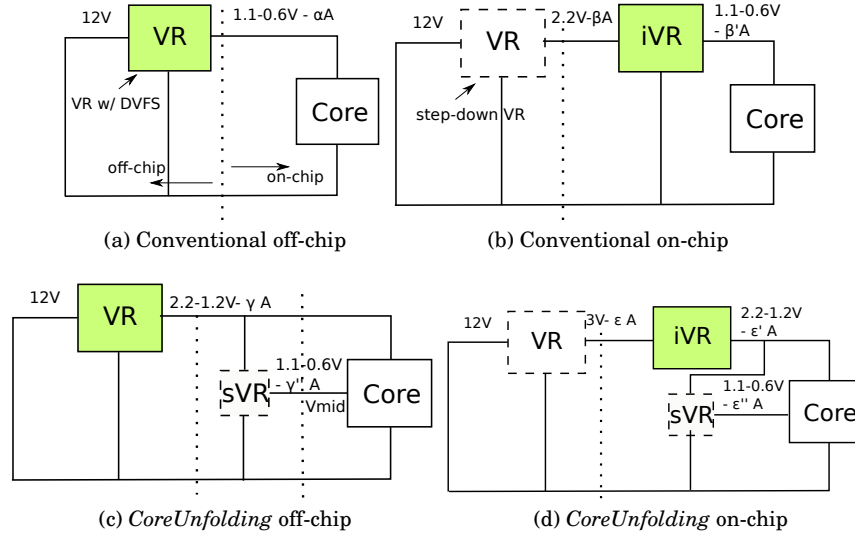 12V
VR
1.1-0.6V - αA
VR w/ DVFS
Core
off-chip
on-chip
(a) Conventional off-chip
12V
VR
2.2V-βA
iVR
1.1-0.6V
- β'A
step-down VR
Core
(b) Conventional on-chip
12V
VR
2.2-1.2V- γ A
sVR
1.1-0.6V
- γ'' A
Vmid
Core
(c) CoreUnfolding off-chip
12V
VR
3V- ε A
iVR
2.2-1.2V
- ε' A
sVR
1.1-0.6V
- ε'' A
Core
(d) CoreUnfolding on-chip